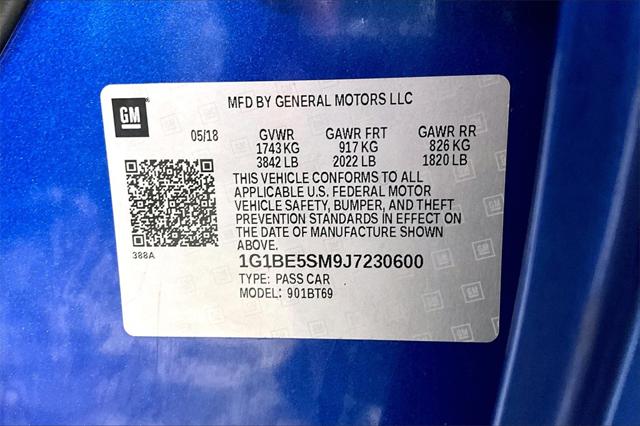 GM
MFD BY GENERAL MOTORS LLC
05/18 GVWR GAWR FRT GAWR RR
1743 KG 917 KG 826 KG
3842 LB 2022 LB 1820 LB
THIS VEHICLE CONFORMS TO ALL
APPLICABLE U.S. FEDERAL MOTOR
VEHICLE SAFETY, BUMPER, AND THEFT
PREVENTION STANDARDS IN EFFECT ON
THE DATE OF MANUFACTURE SHOWN
ABOVE.
388A
1G1BE5SM9J7230600
TYPE: PASS CAR
MODEL: 901BT69